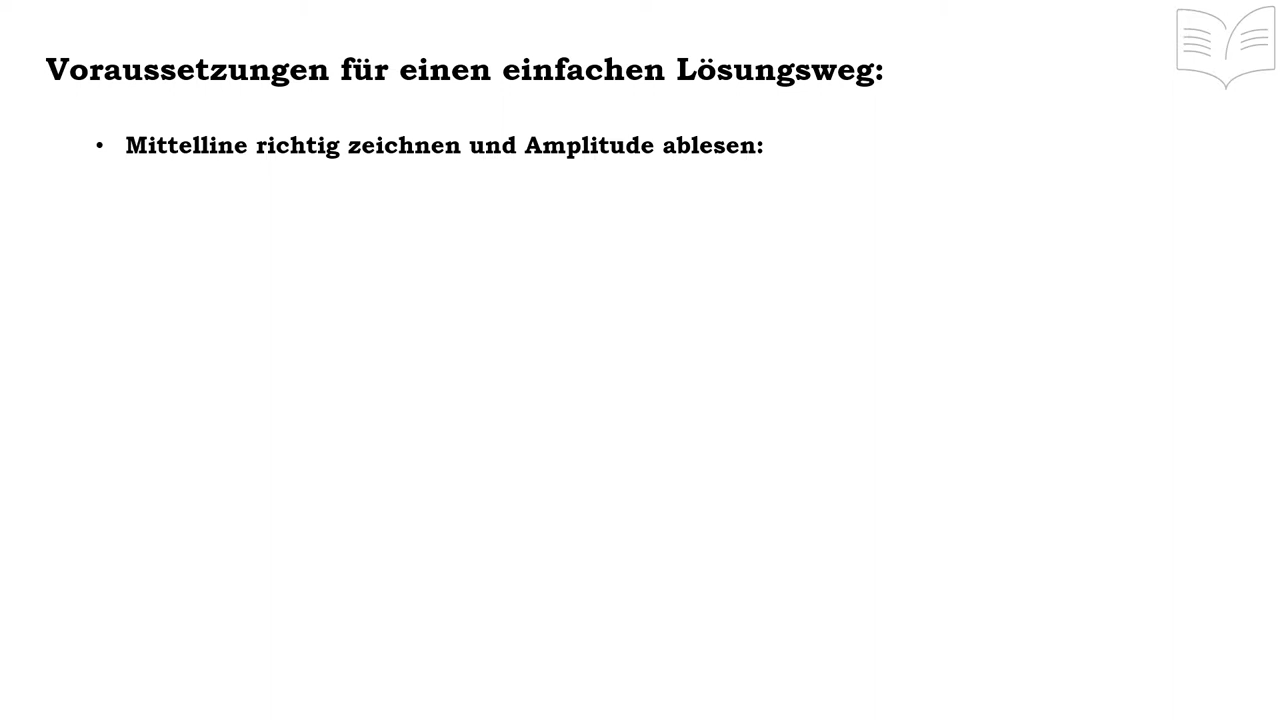 Voraussetzungen für einen einfachen Lösungsweg:
• Mittelline richtig zeichnen und Amplitude ablesen: